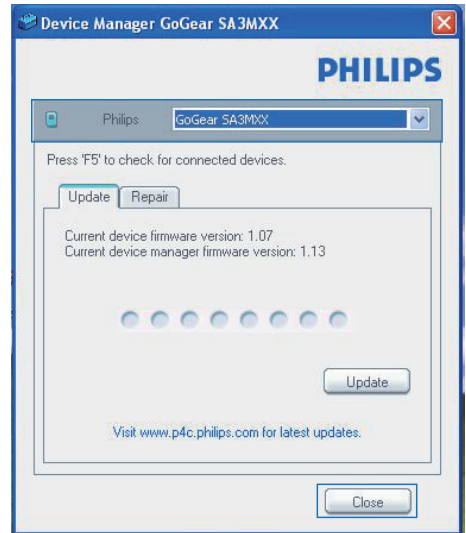 Device Manager GoGear SA3MXX
PHILIPS
Philips GoGear SA3MXX
Press 'F5' to check for connected devices.
Update Repair
Current device firmware version: 1.07
Current device manager firmware version: 1.13
Update
Visit www.p4c.philips.com for latest updates.
Close